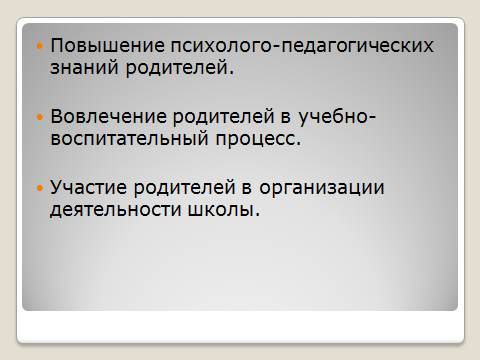 Повышение психолого-педагогических
знаний родителей.
Вовлечение родителей в учебно-
воспитательный процесс.
Участие родителей в организации
деятельности школы.